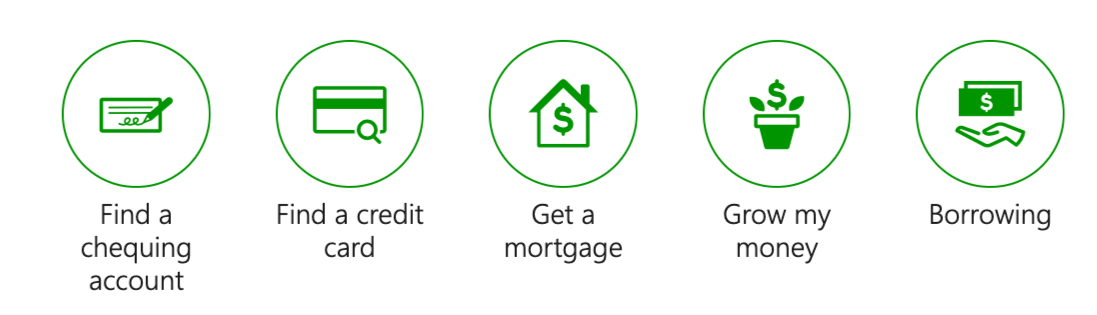 Find a
chequing
account
Find a credit
card
Get a
mortgage
Grow my
money
Borrowing
$
$
$